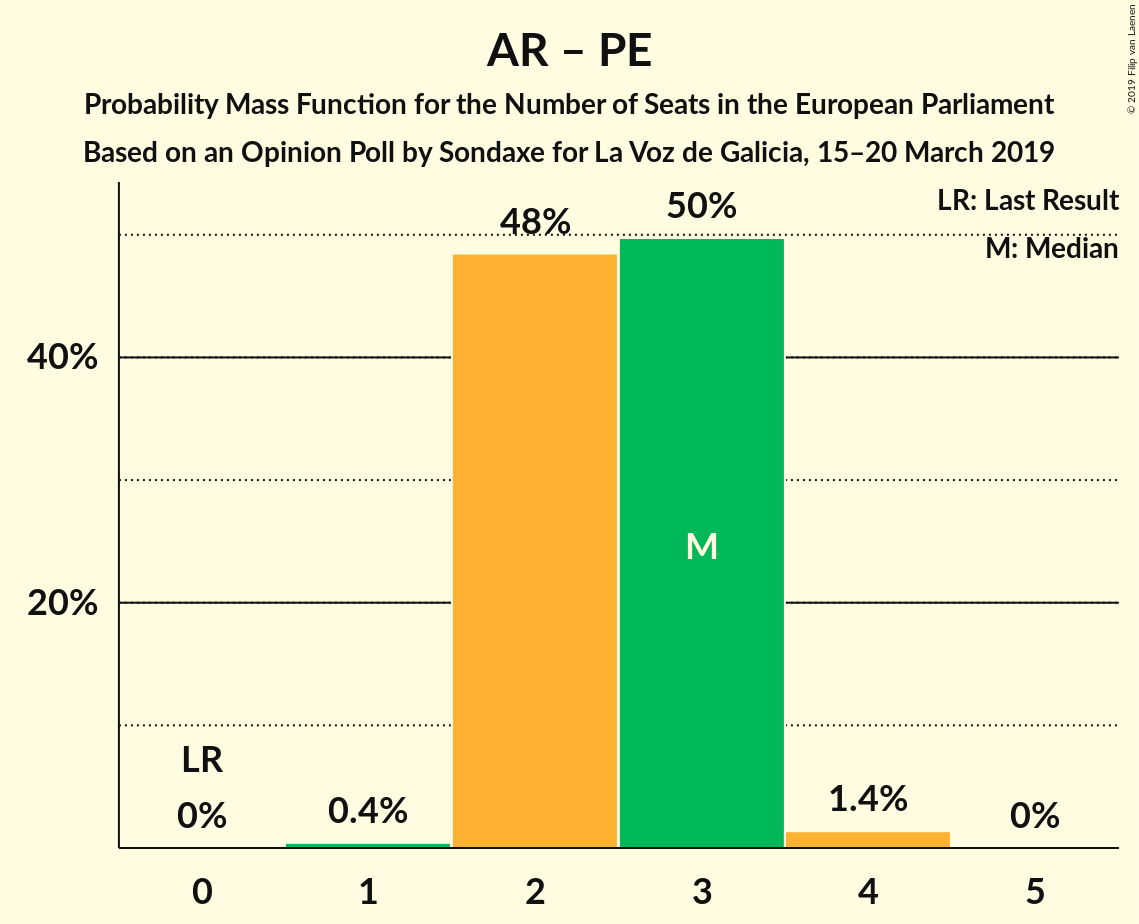 AR – PE
Probability Mass Function for the Number of Seats in the European Parliament
Based on an Opinion Poll by Sondaxe for La Voz de Galicia, 15–20 March 2019
© 2019 Filip van Laenen
LR: Last Result
M: Median
48%
50%
40%
20%
M
LR
0%
0.4%
1.4%
0%
0 1 2 3 4 5